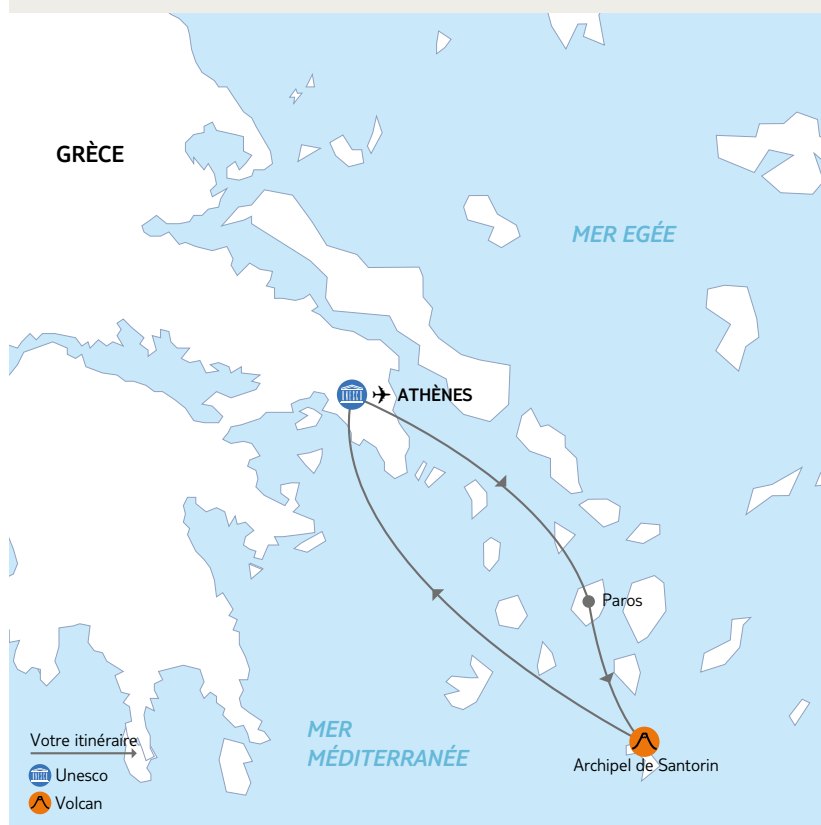 GRÈCE
MER EGÉE
ATHÈNES
Paros
Archipel de Santorin
MER
MÉDITERRANÉE
Votre itinéraire
Unesco
Volcan